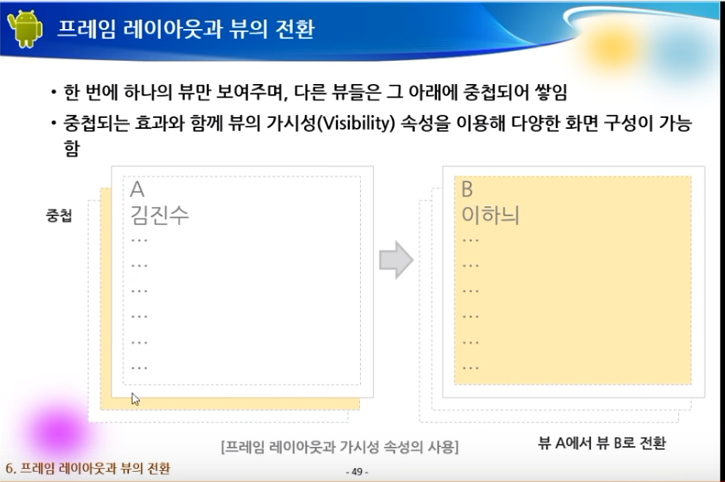 프레임 레이아웃과 뷰의 전환
• 한 번에 하나의 뷰만 보여주며, 다른 뷰들은 그 아래에 중첩되어 쌓임
• 중첩되는 효과와 함께 뷰의 가시성(Visibility) 속성을 이용해 다양한 화면 구성이 가능
함
중첩
A
김진수
...
...
...
...
...
...
B
이하늬
...
...
...
...
...
...
[프레임 레이아웃과 가시성 속성의 사용]
뷰 A에서 뷰 B로 전환
6. 프레임 레이아웃과 뷰의 전환
- 49 -